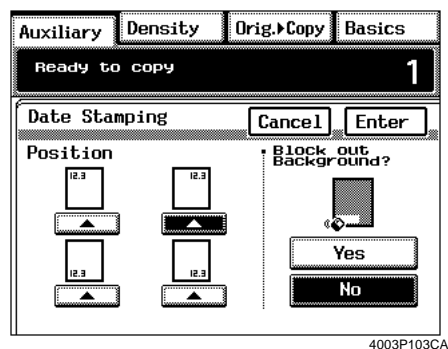 Auxiliary Density Orig.▶Copy Basics
Ready to copy 1
Date Stamping Cancel Enter
Position
Block out
Background?
12.3 12.3
12.3 12.3
Yes
No
4003P103CA